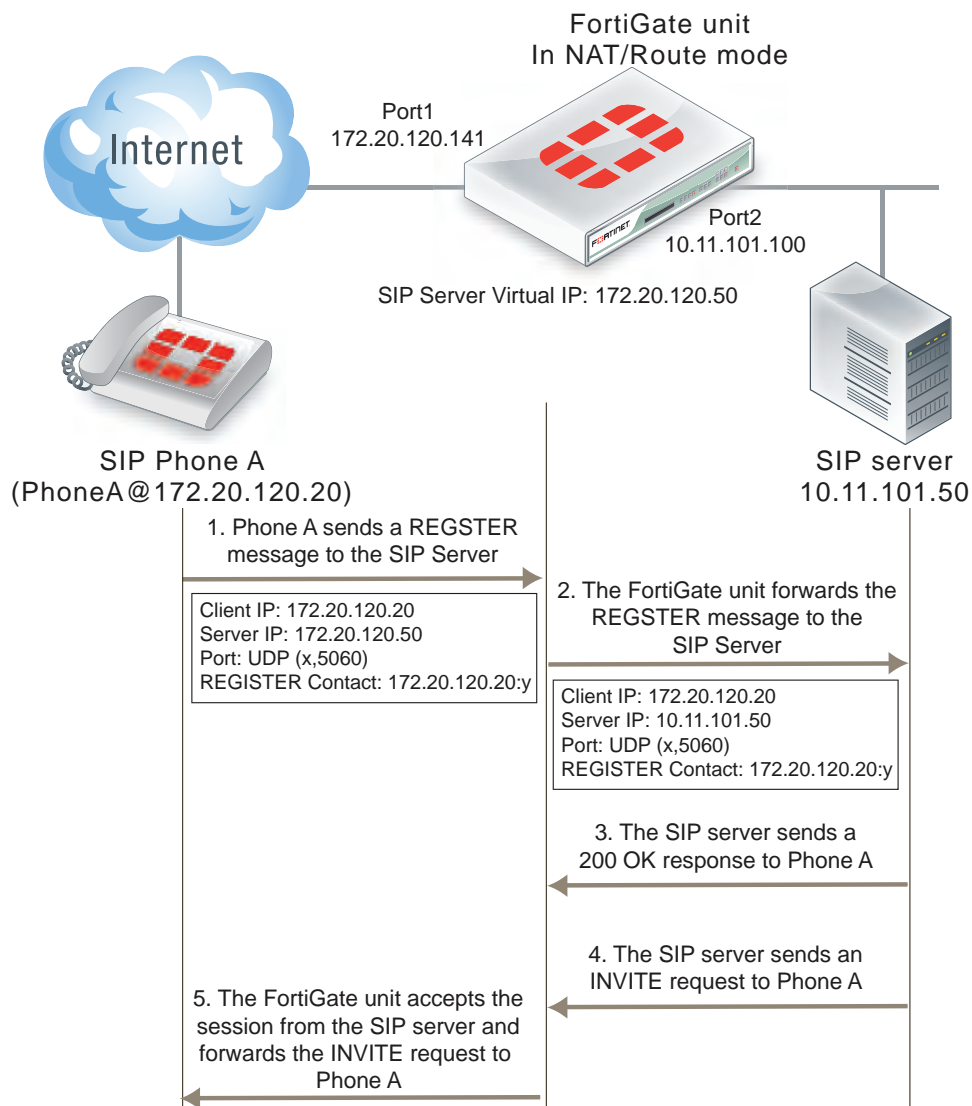 FortiGate unit
In NAT/Route mode
Port1
172.20.120.141
Internet
FORTINET
Port2
10.11.101.100
SIP Server Virtual IP: 172.20.120.50
SIP Phone A
(PhoneA@172.20.120.20)
SIP server
10.11.101.50
1. Phone A sends a REGSTER
message to the SIP Server
Client IP: 172.20.120.20
Server IP: 172.20.120.50
Port: UDP (x,5060)
REGISTER Contact: 172.20.120.20:y
2. The FortiGate unit forwards the
REGSTER message to the
SIP Server
Client IP: 172.20.120.20
Server IP: 10.11.101.50
Port: UDP (x,5060)
REGISTER Contact: 172.20.120.20:y
3. The SIP server sends a
200 OK response to Phone A
4. The SIP server sends an
INVITE request to Phone A
5. The FortiGate unit accepts the
session from the SIP server and
forwards the INVITE request to
Phone A